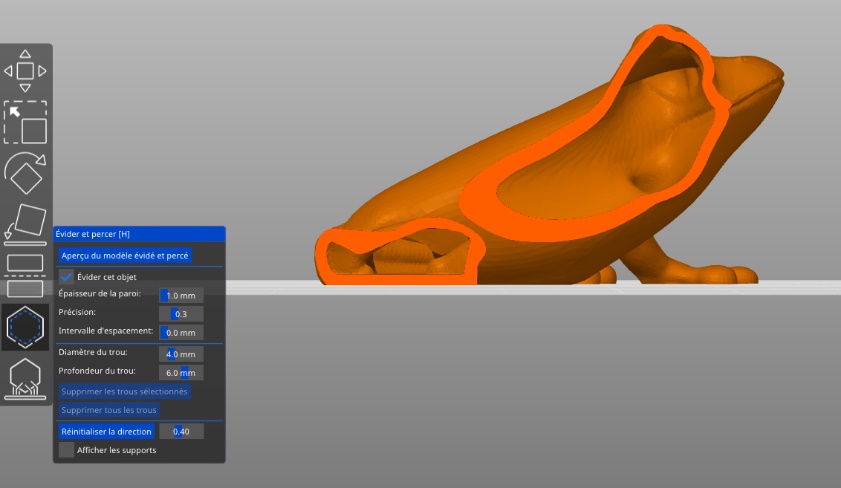 Évider et percer [H]
Aperçu du modèle évidé et percé
Évider cet objet
Épaisseur de la paroi: 1.0 mm
Précision: 0.3
Intervalle d'espacement: 0.0 mm
Diamètre du trou: 4.0 mm
Profondeur du trou: 6.0 mm
Supprimer les trous sélectionnés
Supprimer tous les trous
Réinitialiser la direction 0.40
Afficher les supports